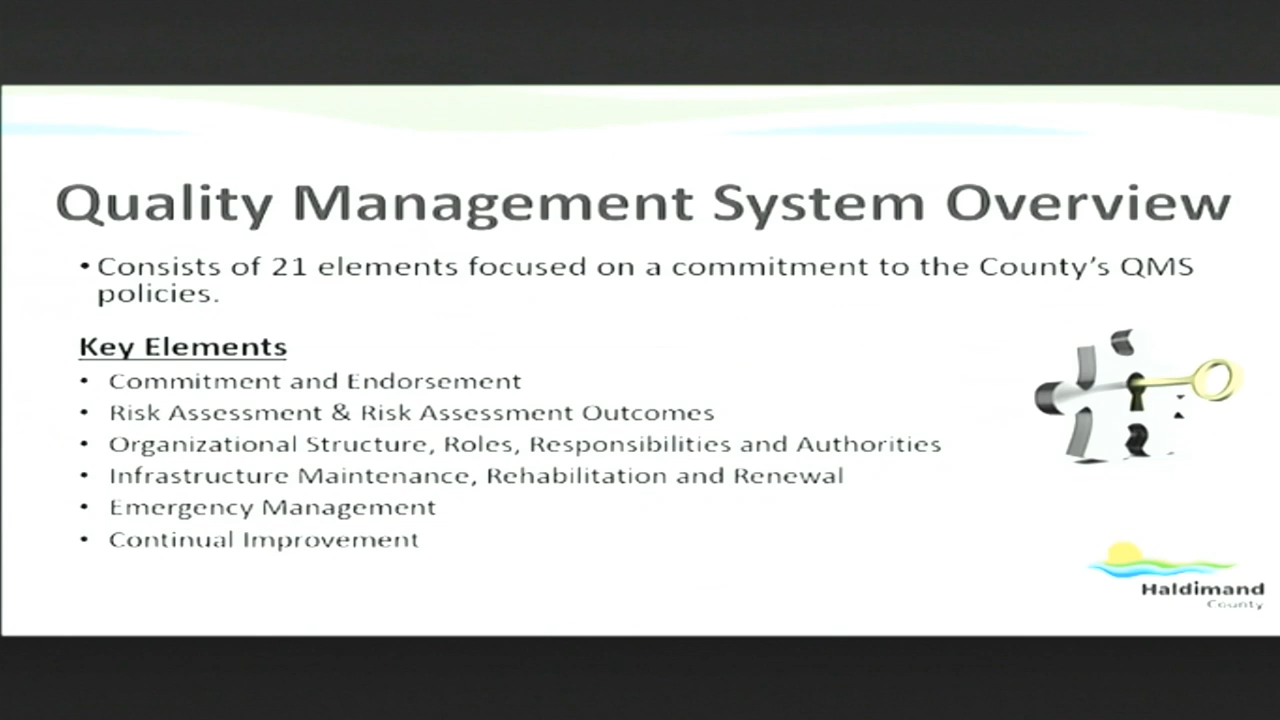 Quality Management System Overview
• Consists of 21 elements focused on a commitment to the County's QMS
policies.
Key Elements
• Commitment and Endorsement
• Risk Assessment & Risk Assessment Outcomes
• Organizational Structure, Roles, Responsibilities and Authorities
• Infrastructure Maintenance, Rehabilitation and Renewal
• Emergency Management
• Continual Improvement
Haldimand
County